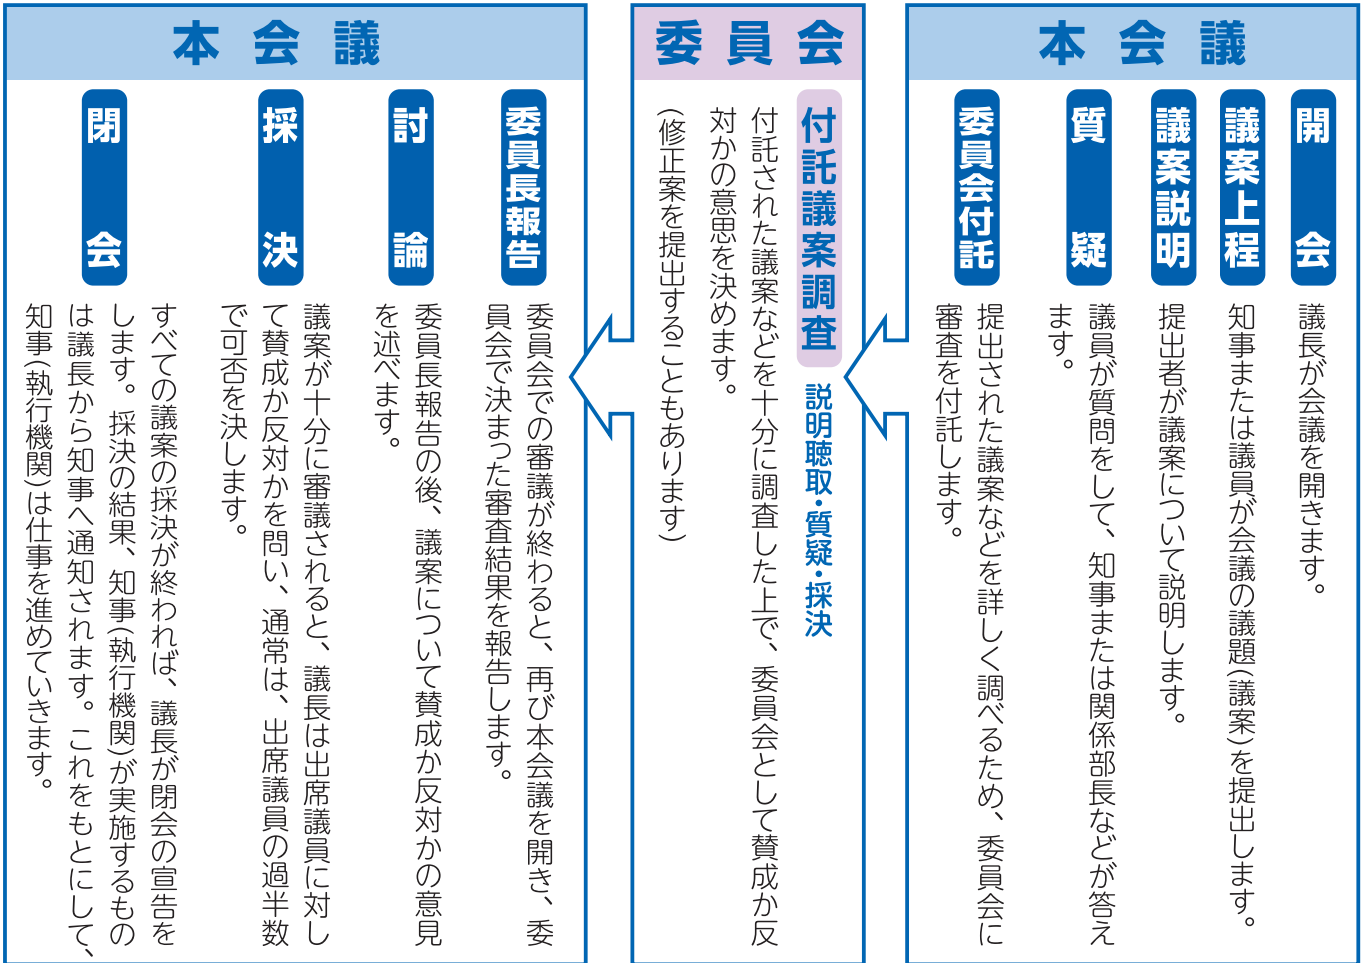 本会議
開会
議長が会議を開きます。
議案上程
知事または議員が会議の議題(議案)を提出します。
議案説明
提出者が議案について説明します。
質疑
議員が質問をして、知事または関係部長などが答え
ます。
委員会付託
提出された議案などを詳しく調べるため、委員会に
審査を付託します。
委員会
付託議案調査
説明聴取・質疑・採決
付託された議案などを十分に調査した上で、委員会として賛成か反
対かの意思を決めます。
(修正案を提出することもあります)
本会議
委員長報告
委員会での審議が終わると、再び本会議を開き、委
員会で決まった審査結果を報告します。
討論
委員長報告の後、議案について賛成か反対かの意見
を述べます。
採決
議案が十分に審議されると、議長は出席議員に対し
て賛成か反対かを問い、通常は、出席議員の過半数
で可否を決します。
閉会
すべての議案の採決が終われば、議長が閉会の宣告を
します。採決の結果、知事(執行機関)が実施するもの
は議長から知事へ通知されます。これをもとにして、
知事(執行機関)は仕事を進めていきます。